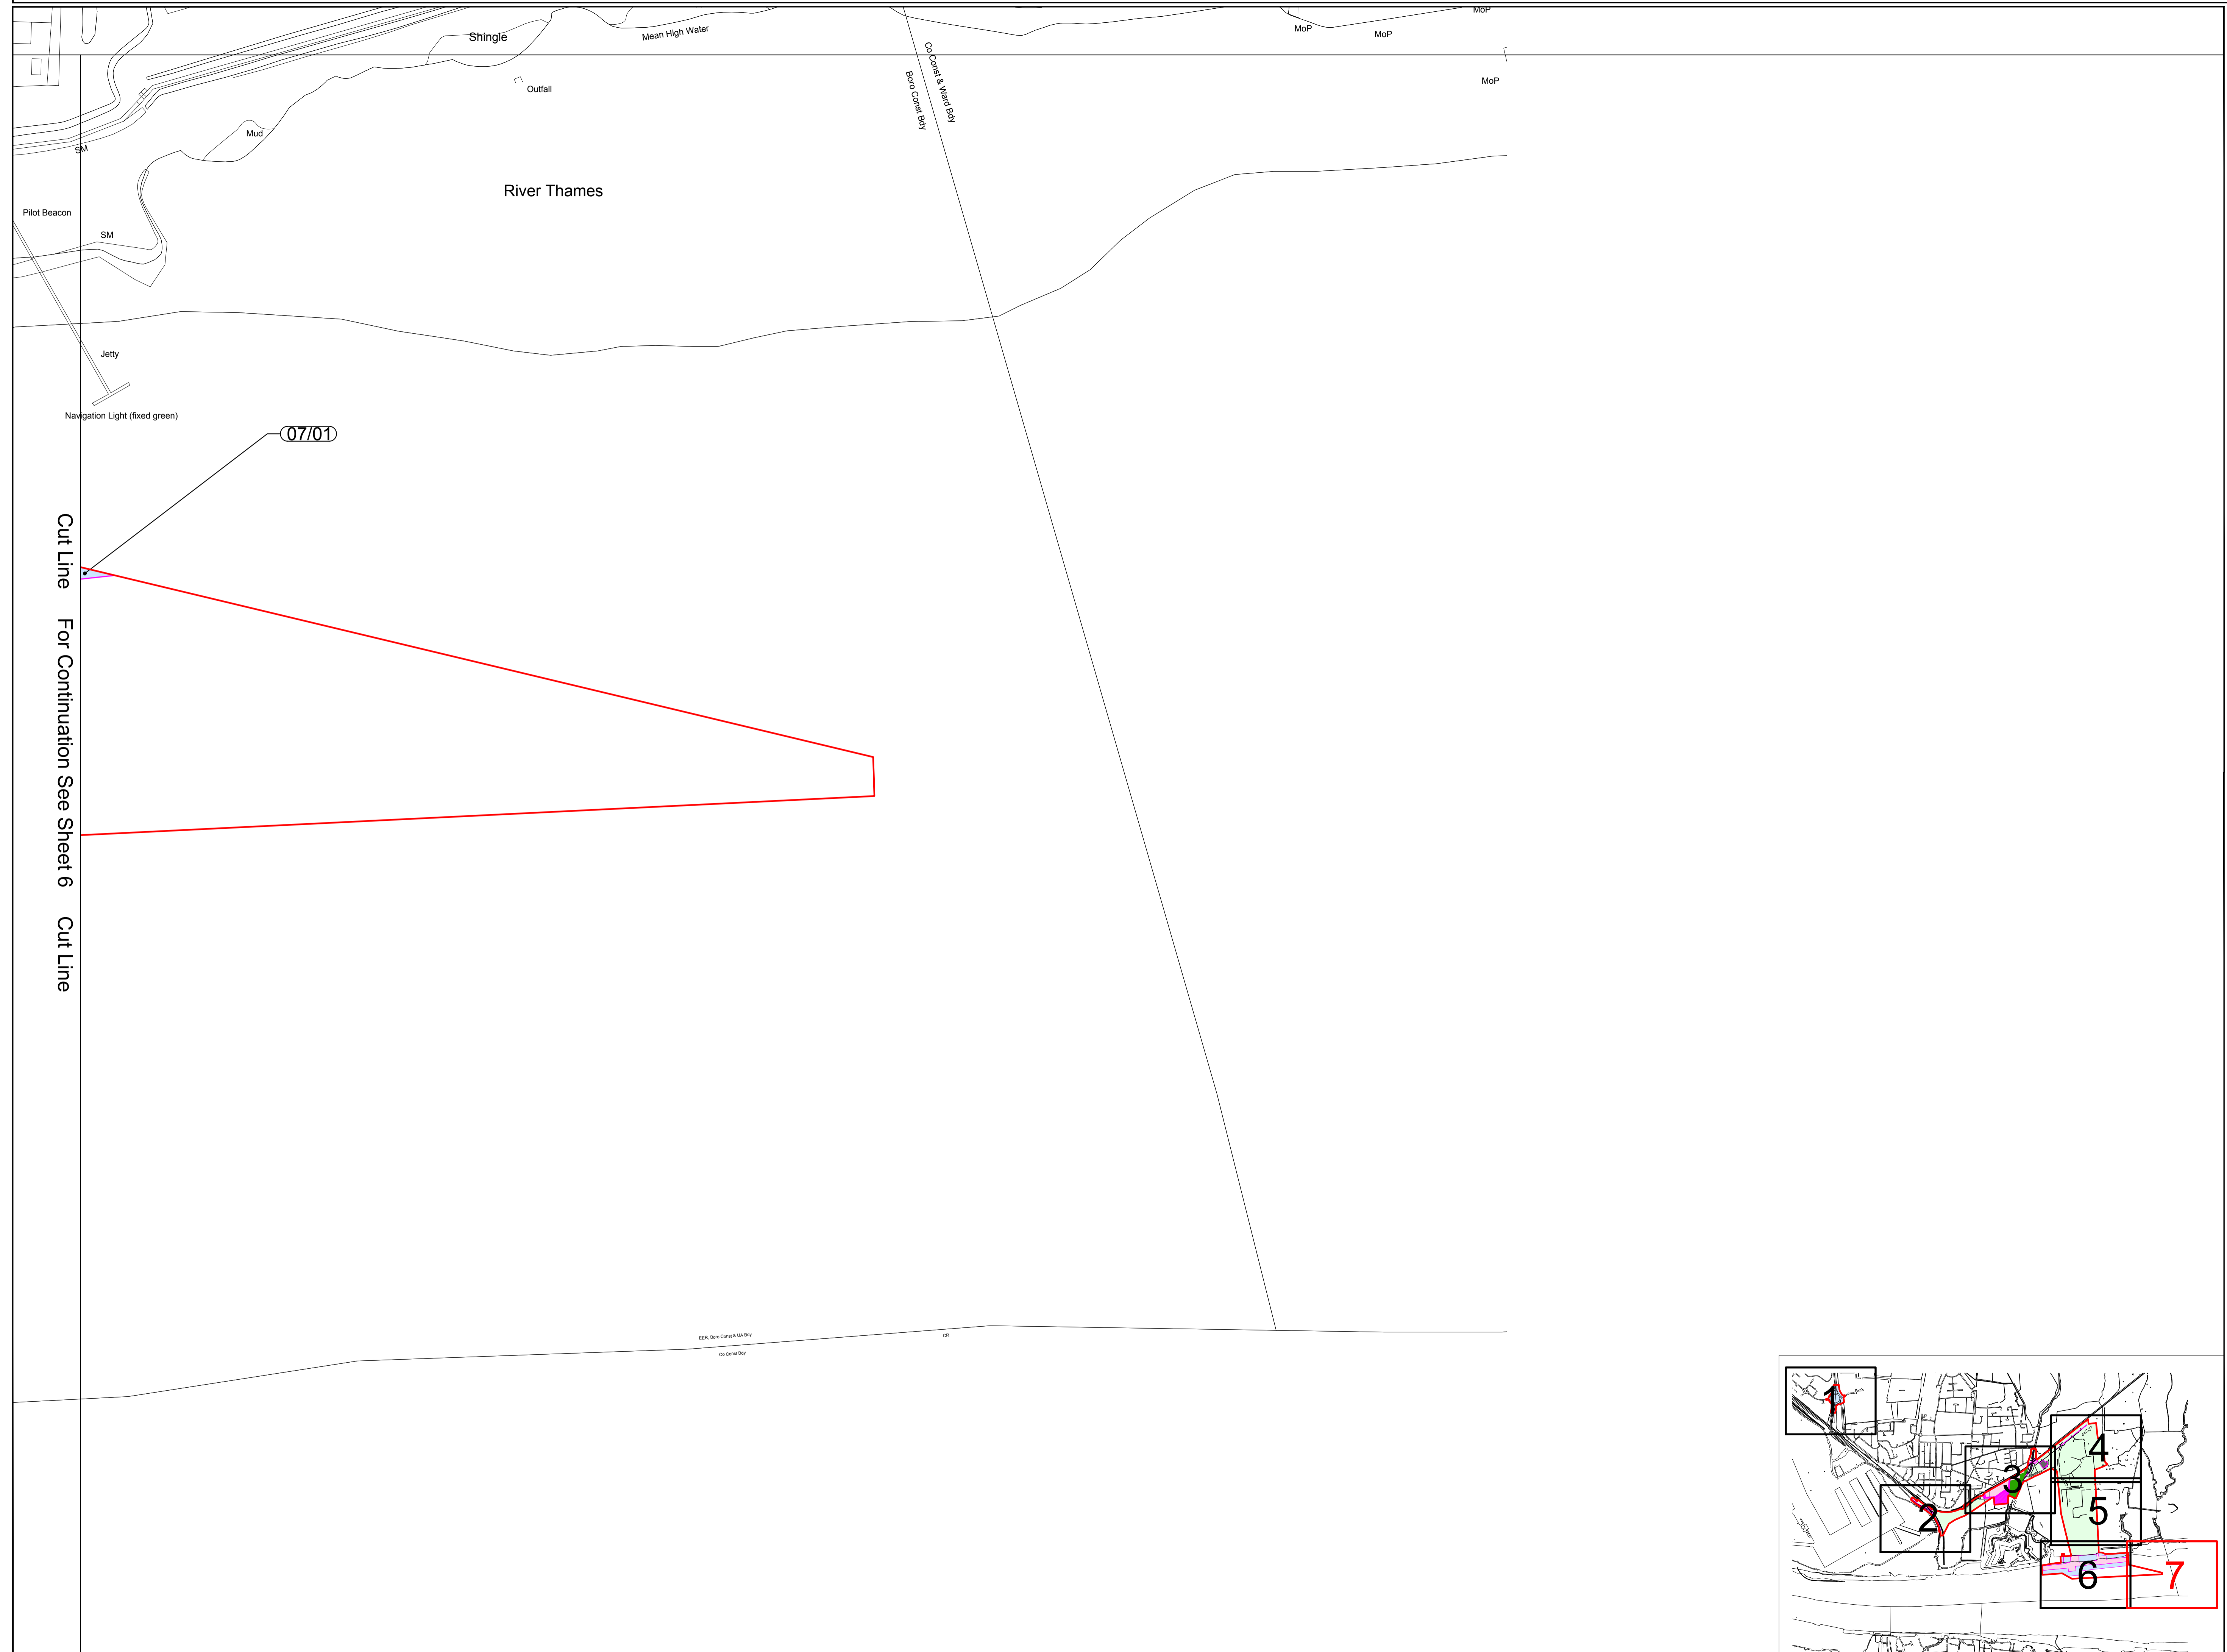 MoP
Shingle
Mean High Water
MoP
MoP
Co Const & Ward Bdy
Boro Const Bdy
MoP
Outfall
Mud
SM
River Thames
Pilot Beacon
SM
Jetty
Navigation Light (fixed green)
07/01
Cut Line For Continuation See Sheet 6 Cut Line
EER, Boro Const & UA Bdy
CR
Co Const Bdy
1
4
3
5
2
6
7